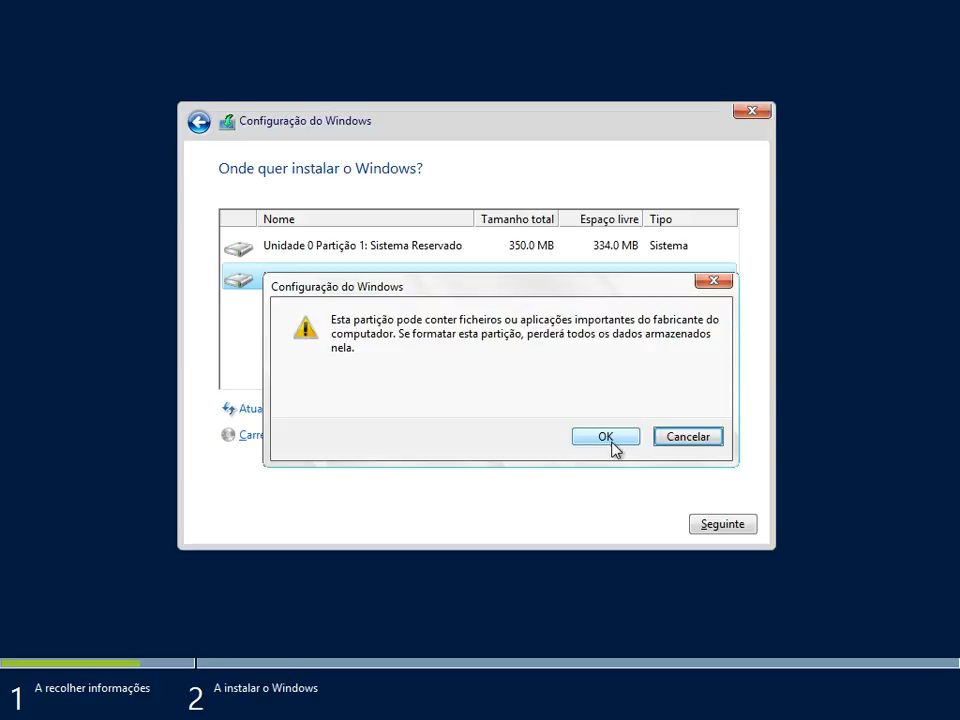 Configuração do Windows
Onde quer instalar o Windows?
Nome Tamanho total Espaço livre Tipo
Unidade 0 Partição 1: Sistema Reservado 350.0 MB 334.0 MB Sistema
Configuração do Windows
Esta partição pode conter ficheiros ou aplicações importantes do fabricante do
computador. Se formatar esta partição, perderá todos os dados armazenados
nela.
Atua
Carre
OK Cancelar
Seguinte
1 A recolher informações 2 A instalar o Windows